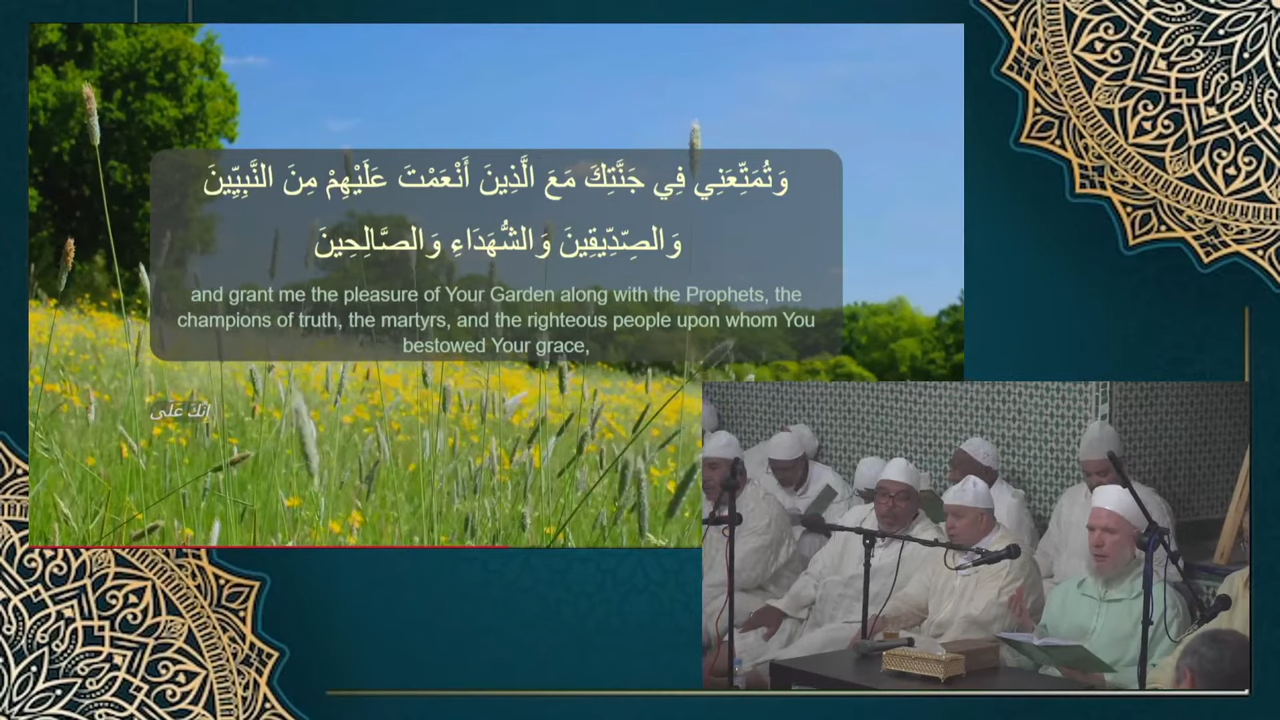 وَتُمَتِّعَنِي فِي جَنَّتِكَ مَعَ الَّذِينَ أَنْعَمْتَ عَلَيْهِمْ مِنَ النَّبِيِّينَ
وَالصِّدِّيقِينَ وَالشُّهَدَاءِ وَالصَّالِحِينَ
and grant me the pleasure of Your Garden along with the Prophets, the
champions of truth, the martyrs, and the righteous people upon whom You
bestowed Your grace,
إنك على